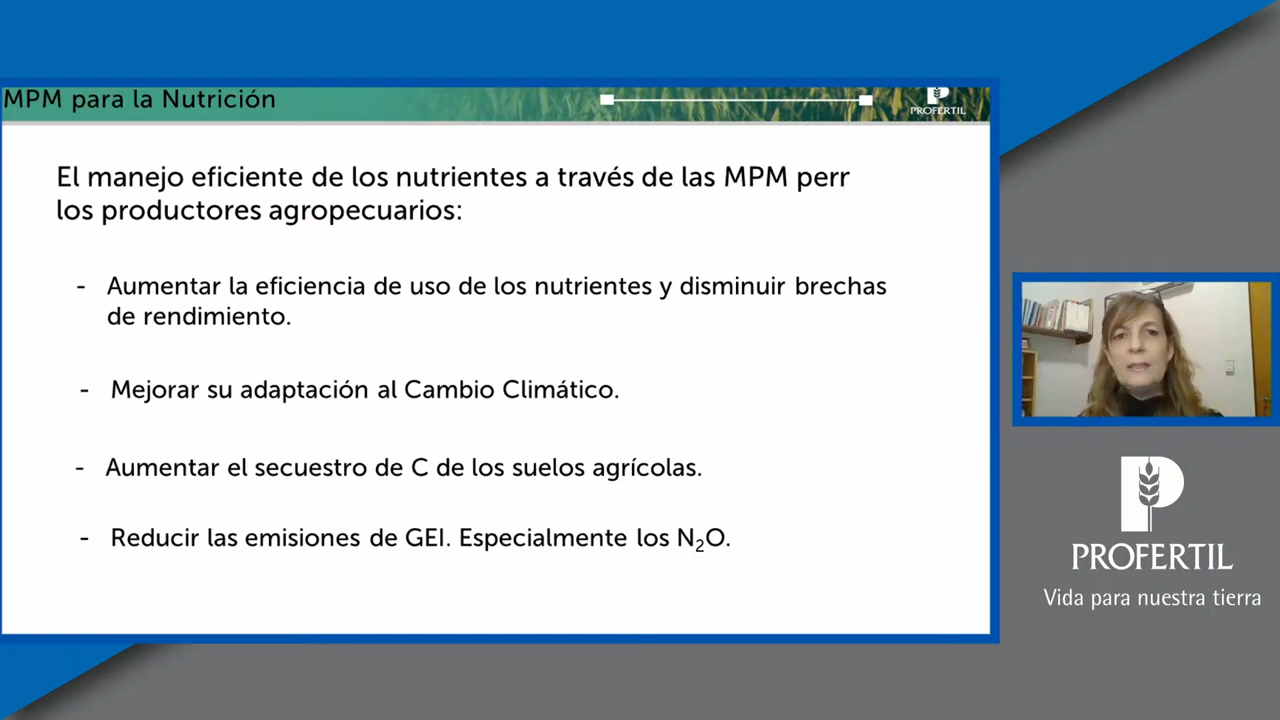 MPM para la Nutrición
PROFERTIL
El manejo eficiente de los nutrientes a través de las MPM perr
los productores agropecuarios:
- Aumentar la eficiencia de uso de los nutrientes y disminuir brechas
de rendimiento.
- Mejorar su adaptación al Cambio Climático.
- Aumentar el secuestro de C de los suelos agrícolas.
- Reducir las emisiones de GEI. Especialmente los N₂O.
PROFERTIL
Vida para nuestra tierra